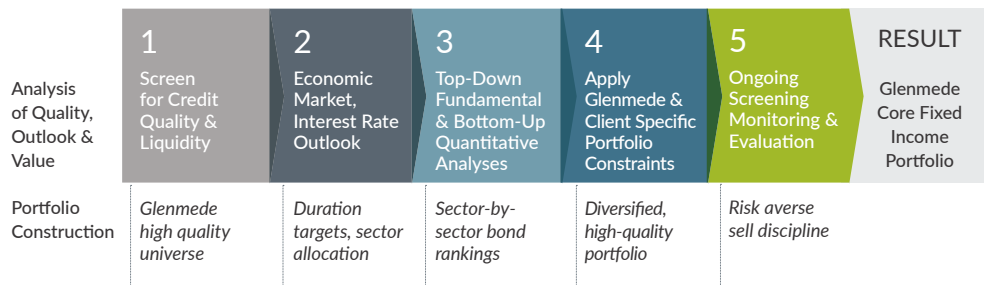 Analysis
of Quality,
Outlook &
Value
1
Screen
for Credit
Quality &
Liquidity
2
Economic
Market,
Interest Rate
Outlook
3
Top-Down
Fundamental
& Bottom-Up
Quantitative
Analyses
4
Apply
Glenmede &
Client Specific
Portfolio
Constraints
5
Ongoing
Screening
Monitoring &
Evaluation
RESULT
Glenmede
Core Fixed
Income
Portfolio
Portfolio
Construction
Glenmede
high quality
universe
Duration
targets, sector
allocation
Sector-by-
sector bond
rankings
Diversified,
high-quality
portfolio
Risk averse
sell discipline